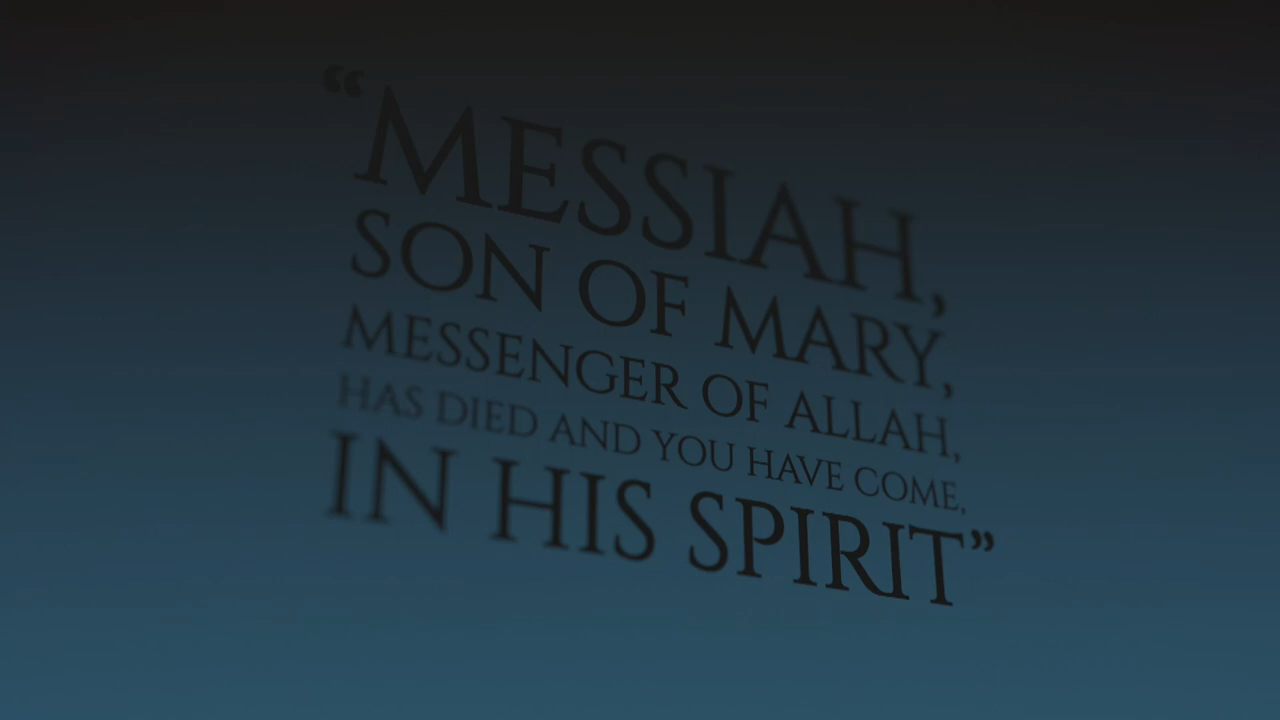 “MESSIAH,
SON OF MARY,
MESSENGER OF ALLAH,
HAS DIED AND YOU HAVE COME,
IN HIS SPIRIT”